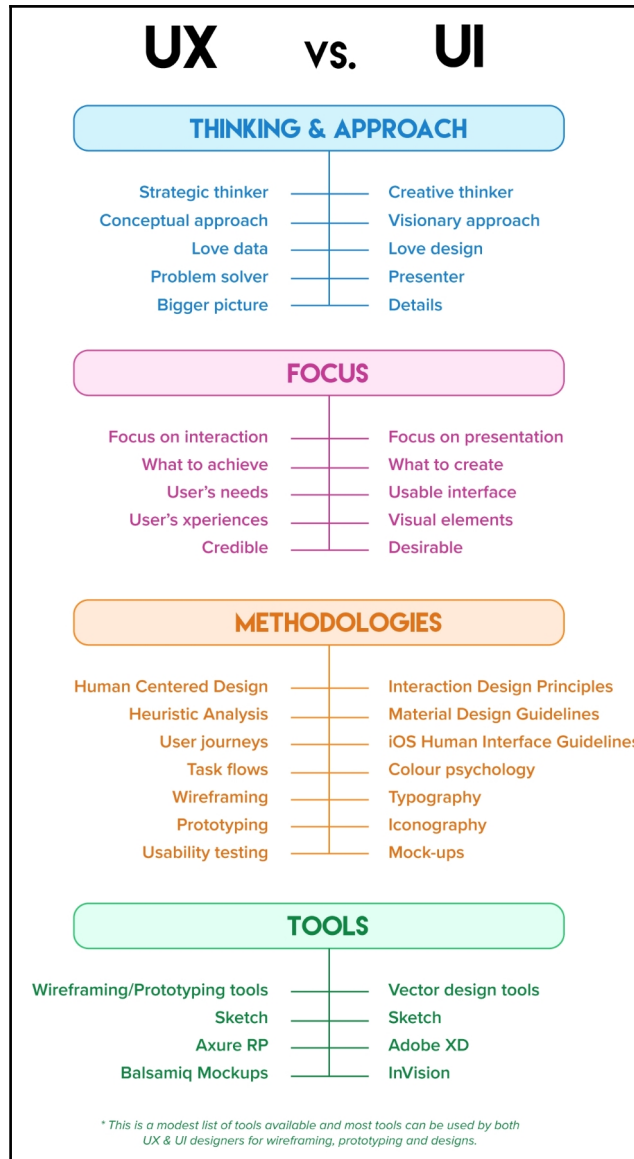 UX vs. UI
THINKING & APPROACH
Strategic thinker Creative thinker
Conceptual approach Visionary approach
Love data Love design
Problem solver Presenter
Bigger picture Details
FOCUS
Focus on interaction Focus on presentation
What to achieve What to create
User's needs Usable interface
User's xperiences Visual elements
Credible Desirable
METHODOLOGIES
Human Centered Design Interaction Design Principles
Heuristic Analysis Material Design Guidelines
User journeys iOS Human Interface Guidelines
Task flows Colour psychology
Wireframing Typography
Prototyping Iconography
Usability testing Mock-ups
TOOLS
Wireframing/Prototyping tools Vector design tools
Sketch Sketch
Axure RP Adobe XD
Balsamiq Mockups InVision
* This is a modest list of tools available and most tools can be used by both
UX & UI designers for wireframing, prototyping and designs.